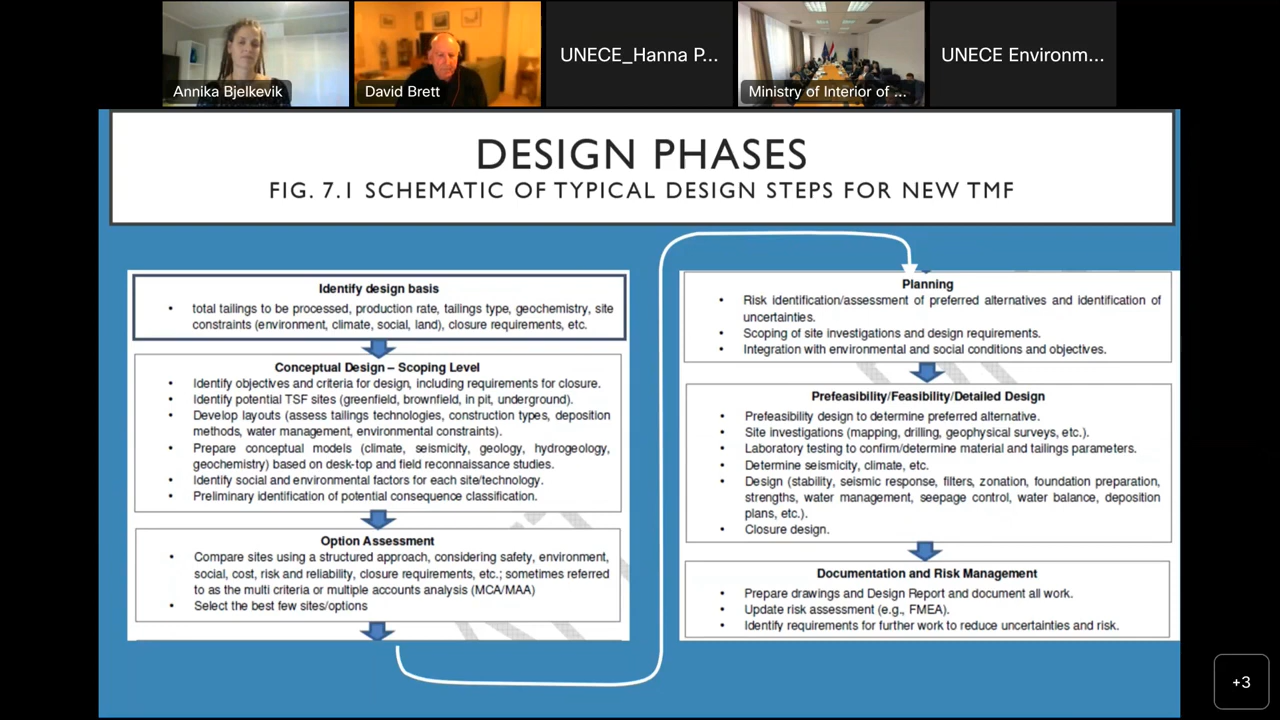 Annika Bjelkevik
David Brett
UNECE_Hanna P...
Ministry of Interior of ...
UNECE Environm...
DESIGN PHASES
FIG. 7.1 SCHEMATIC OF TYPICAL DESIGN STEPS FOR NEW TMF
Identify design basis
• total tailings to be processed, production rate, tailings type, geochemistry, site
constraints (environment, climate, social, land), closure requirements, etc.
Conceptual Design – Scoping Level
• Identify objectives and criteria for design, including requirements for closure.
• Identify potential TSF sites (greenfield, brownfield, in pit, underground).
• Develop layouts (assess tailings technologies, construction types, deposition
methods, water management, environmental constraints).
• Prepare conceptual models (climate, seismicity, geology, hydrogeology,
geochemistry) based on desk-top and field reconnaissance studies.
• Identify social and environmental factors for each site/technology.
• Preliminary identification of potential consequence classification.
Option Assessment
• Compare sites using a structured approach, considering safety, environment,
social, cost, risk and reliability, closure requirements, etc.; sometimes referred
to as the multi criteria or multiple accounts analysis (MCA/MAA)
• Select the best few sites/options
Planning
• Risk identification/assessment of preferred alternatives and identification of
uncertainties.
• Scoping of site investigations and design requirements.
• Integration with environmental and social conditions and objectives.
Prefeasibility/Feasibility/Detailed Design
• Prefeasibility design to determine preferred alternative.
• Site investigations (mapping, drilling, geophysical surveys, etc.).
• Laboratory testing to confirm/determine material and tailings parameters.
• Determine seismicity, climate, etc.
• Design (stability, seismic response, filters, zonation, foundation preparation,
strengths, water management, seepage control, water balance, deposition
plans, etc.).
• Closure design.
Documentation and Risk Management
• Prepare drawings and Design Report and document all work.
• Update risk assessment (e.g., FMEA).
• Identify requirements for further work to reduce uncertainties and risk.
+3